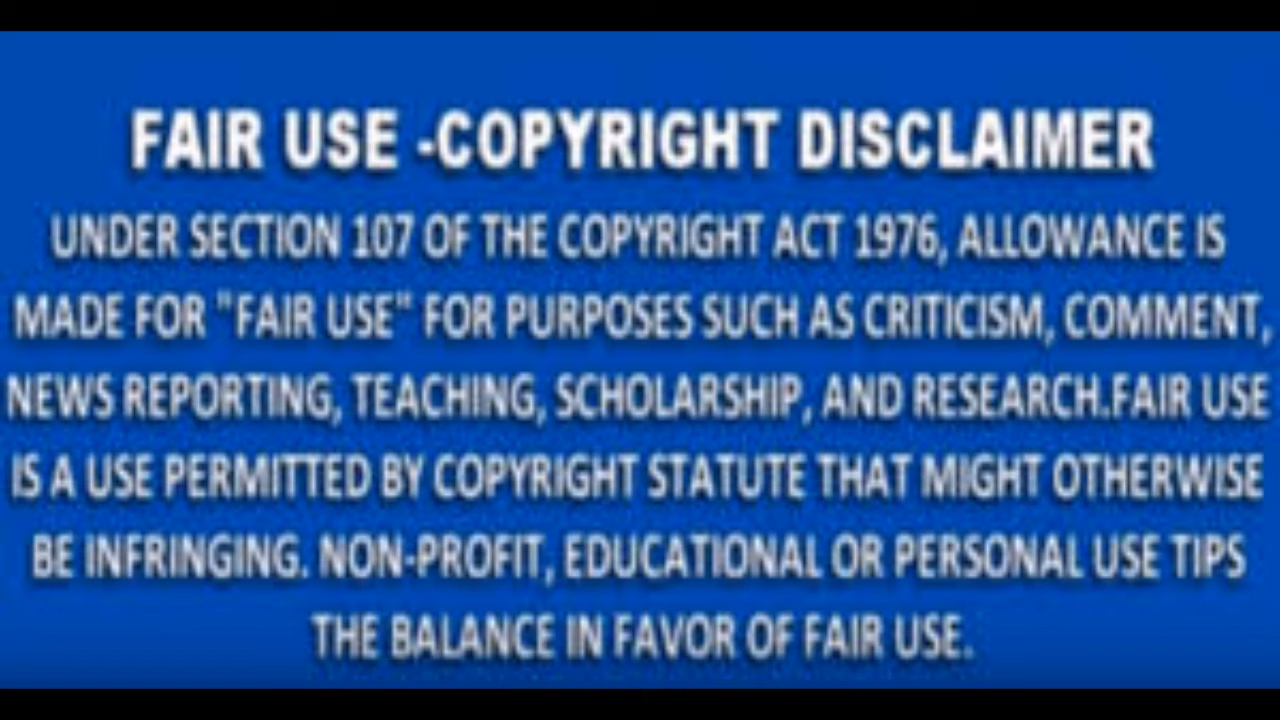 FAIR USE -COPYRIGHT DISCLAIMER
UNDER SECTION 107 OF THE COPYRIGHT ACT 1976, ALLOWANCE IS
MADE FOR "FAIR USE" FOR PURPOSES SUCH AS CRITICISM, COMMENT,
NEWS REPORTING, TEACHING, SCHOLARSHIP, AND RESEARCH.FAIR USE
IS A USE PERMITTED BY COPYRIGHT STATUTE THAT MIGHT OTHERWISE
BE INFRINGING. NON-PROFIT, EDUCATIONAL OR PERSONAL USE TIPS
THE BALANCE IN FAVOR OF FAIR USE.